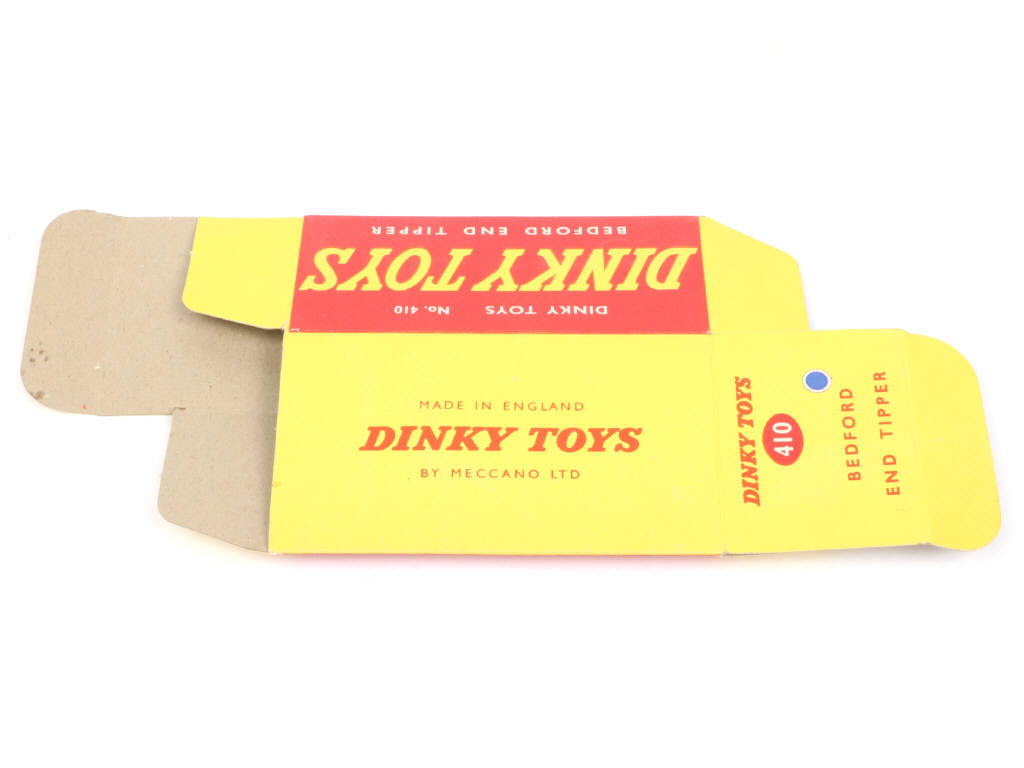 BEDFORD END TIPPER
DINKY TOYS
DINKY TOYS No. 410
MADE IN ENGLAND
DINKY TOYS
BY MECCANO LTD
DINKY TOYS
410
BEDFORD
END TIPPER